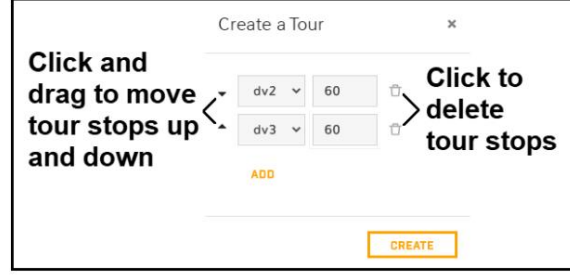 Create a Tour ×
Click and
drag to move
tour stops up
and down
dv2 60
dv3 60
Click to
delete
tour stops
ADD
CREATE